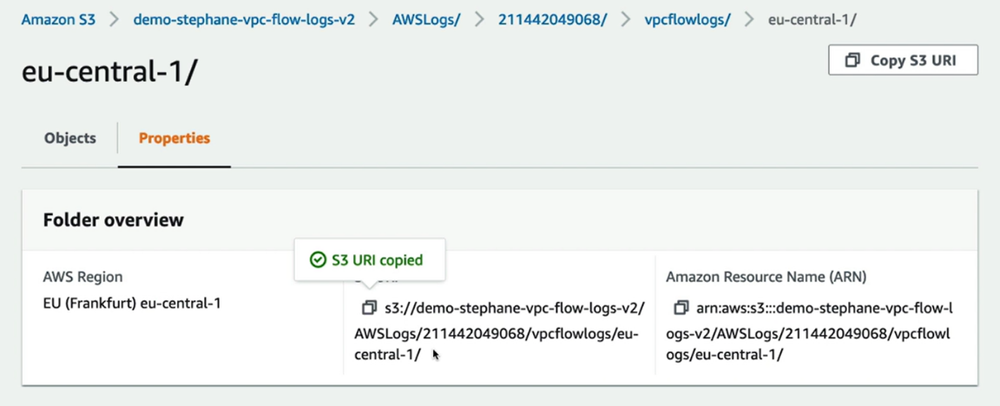 Amazon S3 > demo-stephane-vpc-flow-logs-v2 > AWSLogs/ > 211442049068/ > vpcflowlogs/ > eu-central-1/
eu-central-1/
Copy S3 URI
Objects
Properties
Folder overview
S3 URI copied
AWS Region
EU (Frankfurt) eu-central-1
s3://demo-stephane-vpc-flow-logs-v2/
AWSLogs/211442049068/vpcflowlogs/eu-
central-1/
Amazon Resource Name (ARN)
arn:aws:s3:::demo-stephane-vpc-flow-l
ogs-v2/AWSLogs/211442049068/vpcflowl
ogs/eu-central-1/